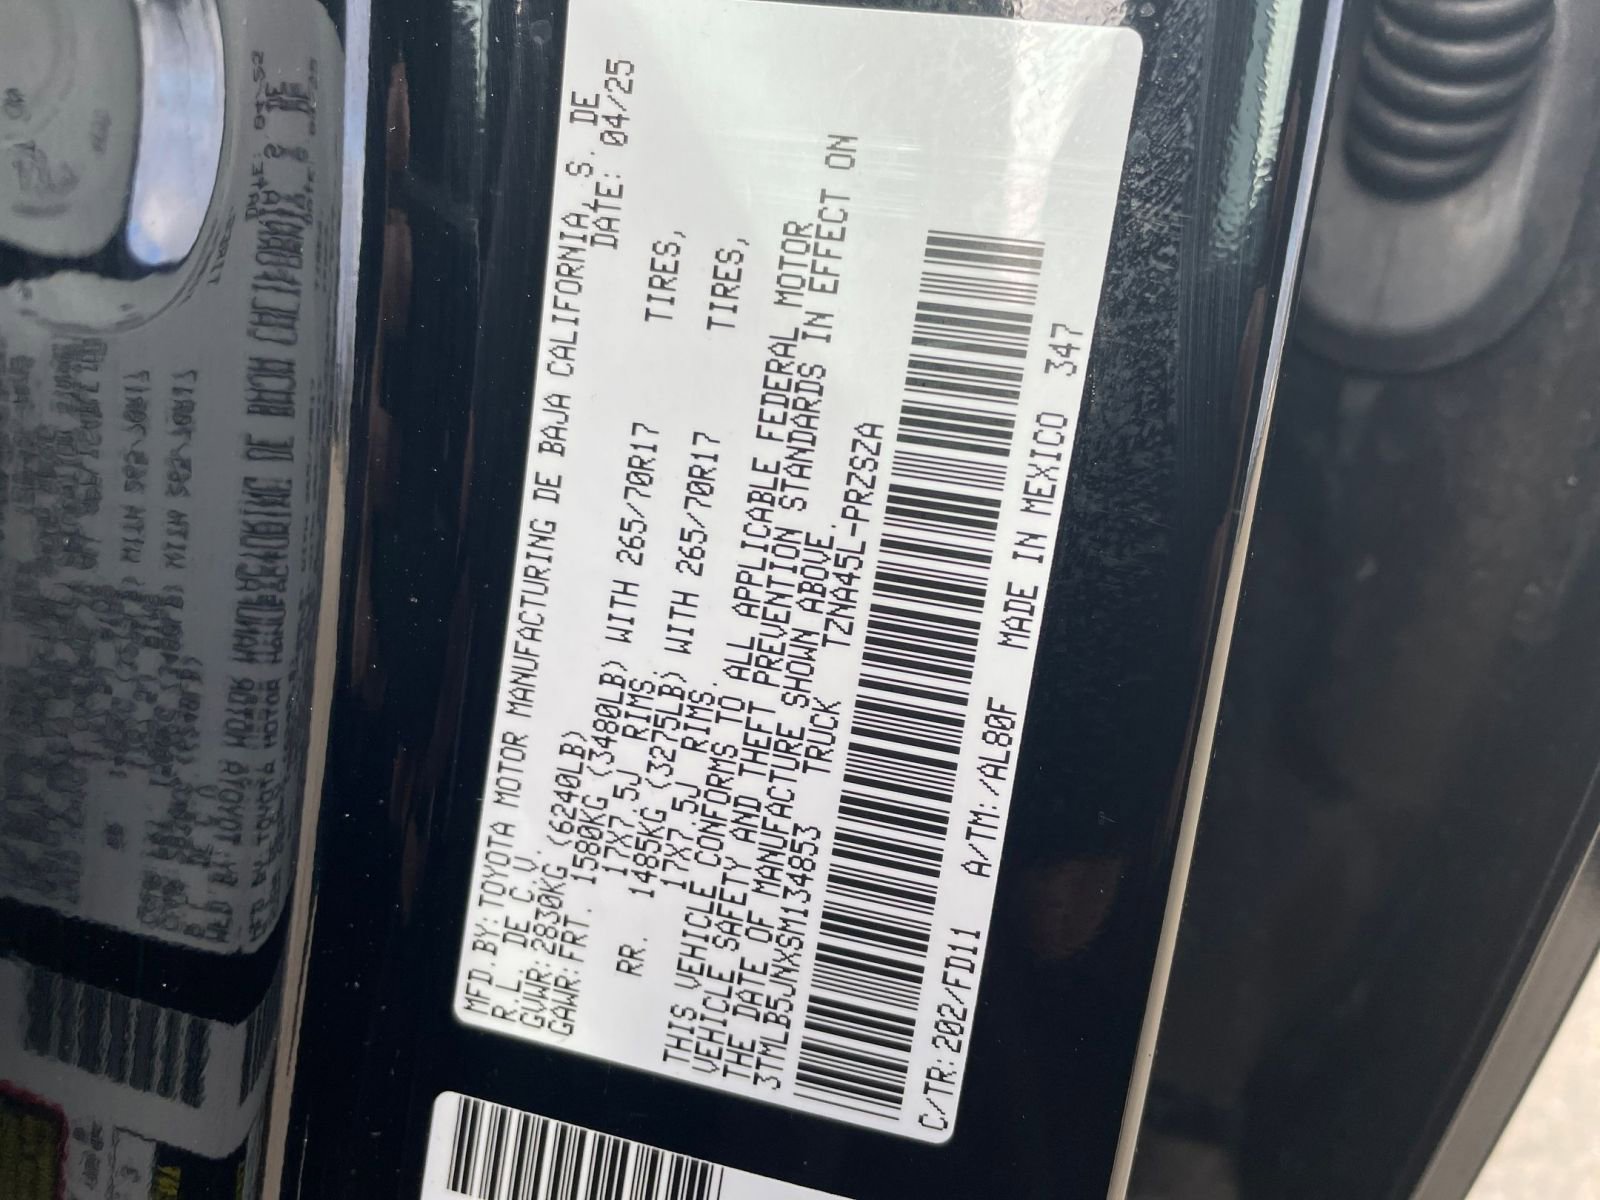 MFD.BY:TOYOTA MOTOR MANUFACTURING DE BAJA CALIFORNIA, S. DE
R.L. DE C.V. DATE: 04/25
GVWR:2830KG (6240LB)
GAWR:FRT. 1580KG (3480LB) WITH 265/70R17 TIRES,
17X7.5J RIMS,
RR. 1485KG (3275LB) WITH 265/70R17 TIRES,
17X7.5J RIMS
THIS VEHICLE CONFORMS TO ALL APPLICABLE FEDERAL MOTOR
VEHICLE SAFETY AND THEFT PREVENTION STANDARDS IN EFFECT ON
THE DATE OF MANUFACTURE SHOWN ABOVE.
3TMLB5JNXSM134853 TRUCK TZNA45L-PRZSZA
C/TR:202/FD11 A/TM:/AL80F MADE IN MEXICO 347